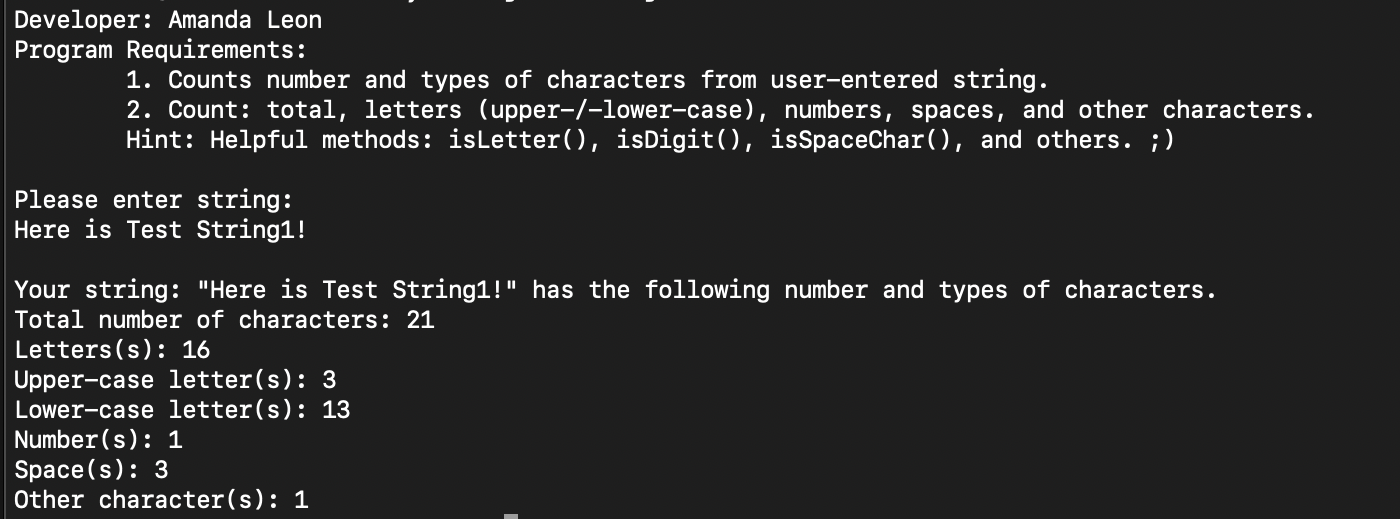 Developer: Amanda Leon
Program Requirements:
1. Counts number and types of characters from user-entered string.
2. Count: total, letters (upper-/-lower-case), numbers, spaces, and other characters.
Hint: Helpful methods: isLetter(), isDigit(), isSpaceChar(), and others. ;)
Please enter string:
Here is Test String1!
Your string: "Here is Test String1!" has the following number and types of characters.
Total number of characters: 21
Letters(s): 16
Upper-case letter(s): 3
Lower-case letter(s): 13
Number(s): 1
Space(s): 3
Other character(s): 1